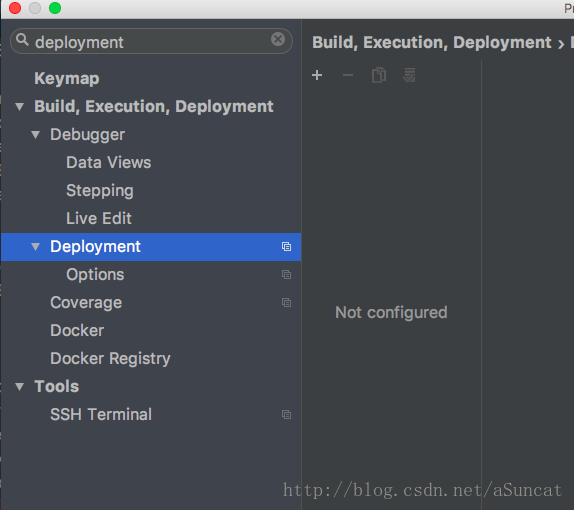 Pr
deployment
Build, Execution, Deployment ›
Keymap
Build, Execution, Deployment
Debugger
Data Views
Stepping
Live Edit
Deployment
Options
Coverage
Docker
Docker Registry
Tools
SSH Terminal
Not configured
http://blog.csdn.net/aSuncat